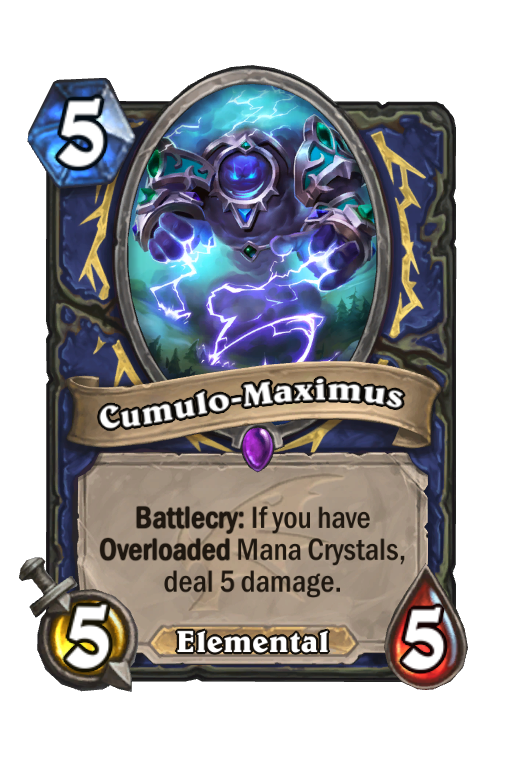 5
Cumulo-Maximus
Battlecry: If you have
Overloaded Mana Crystals,
deal 5 damage.
5
Elemental
5